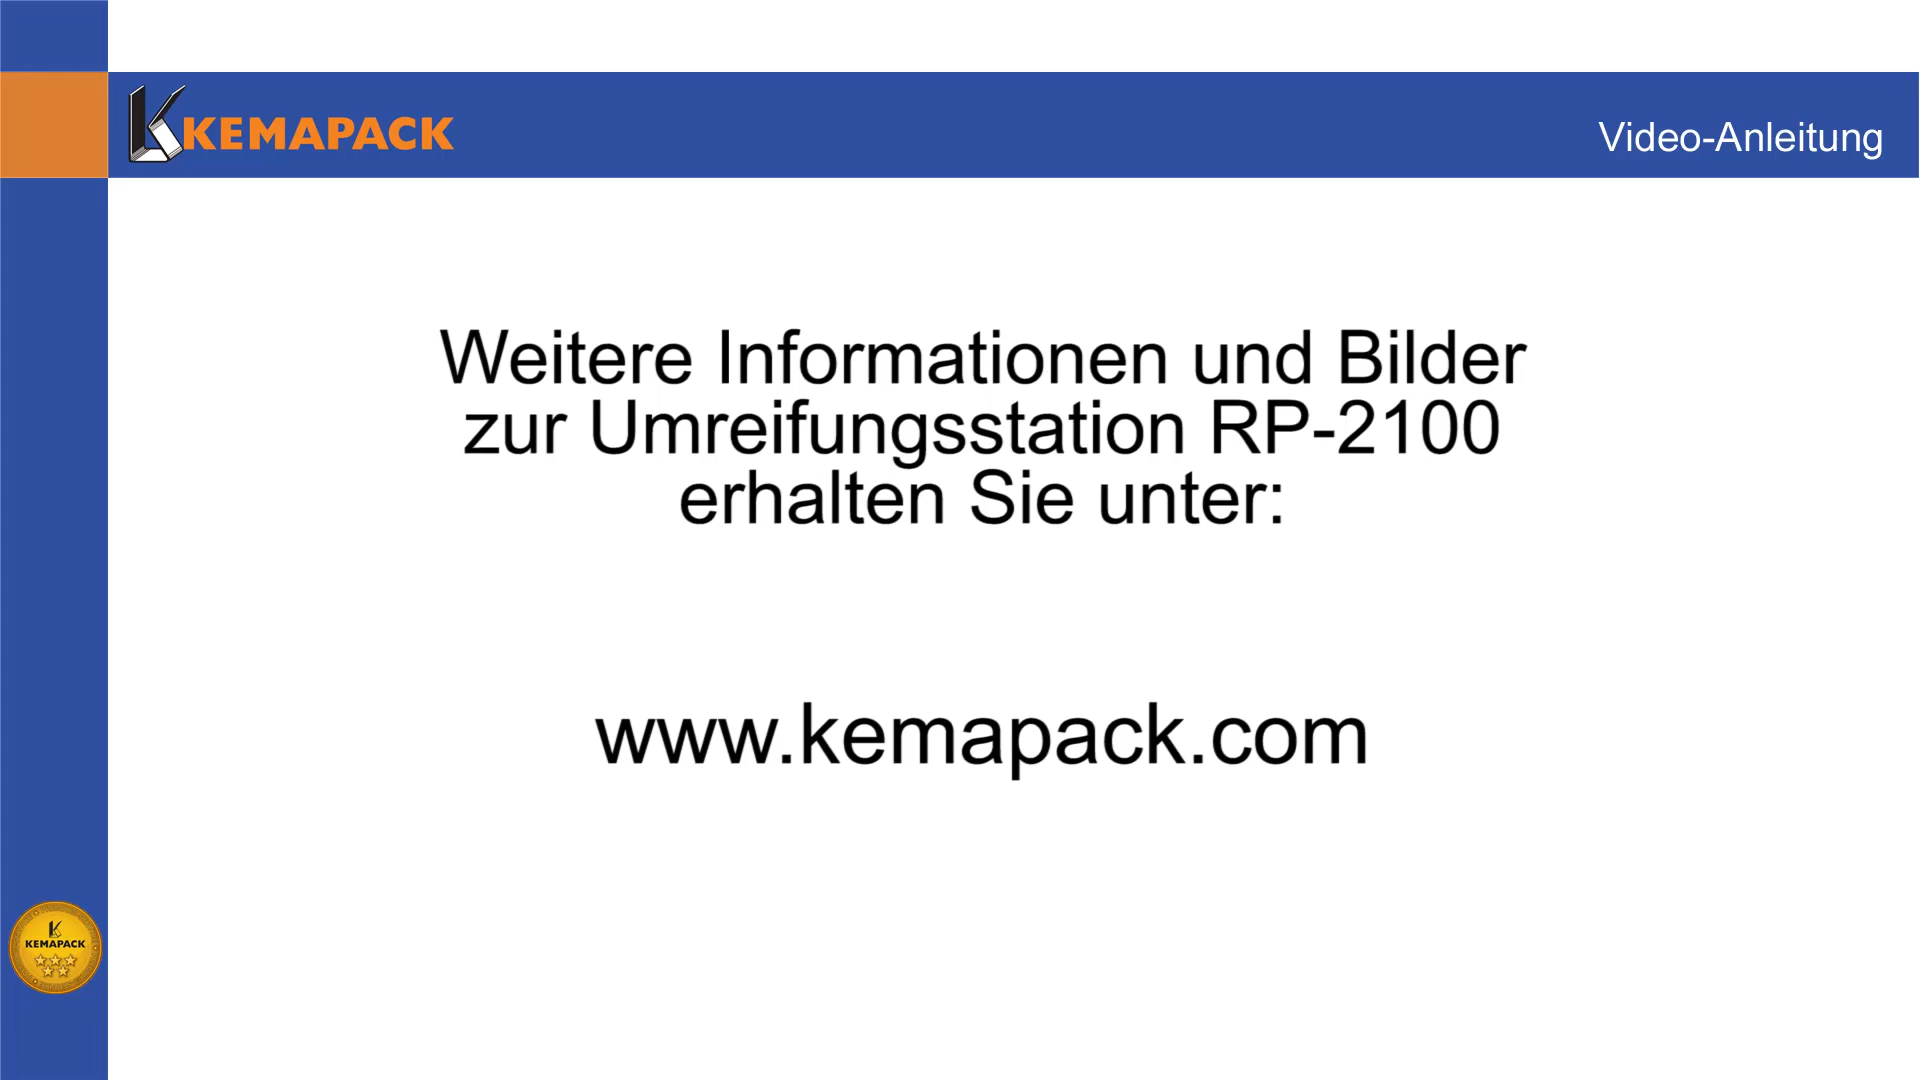 KEMAPACK
Video-Anleitung
Weitere Informationen und Bilder
zur Umreifungsstation RP-2100
erhalten Sie unter:
www.kemapack.com
KEMAPACK